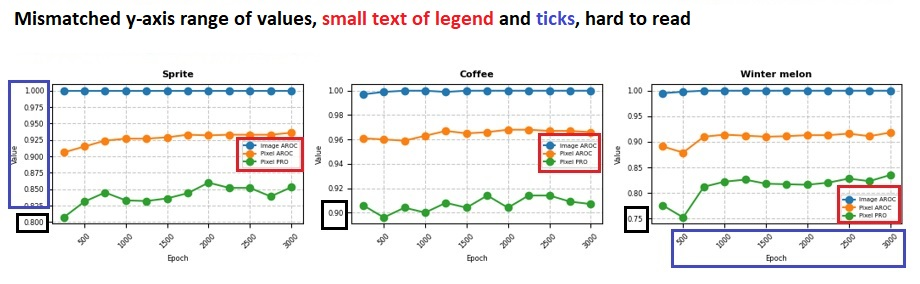 Mismatched y-axis range of values, small text of legend and ticks, hard to read
Sprite
Value
1.000
0.975
0.950
0.925
0.900
0.875
0.850
0.825
0.800
Image AROC
Pixel AROC
Pixel PRO
500
1000
1500
2000
2500
3000
Epoch
Coffee
Value
1.00
0.98
0.96
0.94
0.92
0.90
Image AROC
Pixel AROC
Pixel PRO
500
1000
1500
2000
2500
3000
Epoch
Winter melon
Value
1.00
0.95
0.90
0.85
0.80
0.75
Image AROC
Pixel AROC
Pixel PRO
500
1000
1500
2000
2500
3000
Epoch